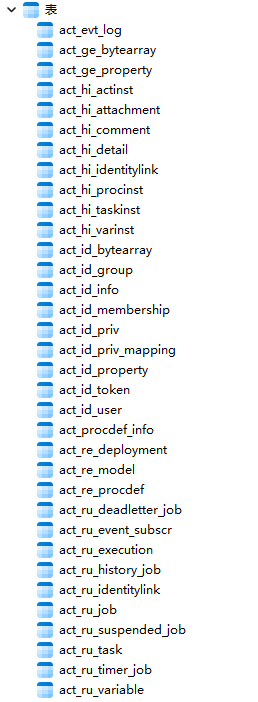 表
act_evt_log
act_ge_bytearray
act_ge_property
act_hi_actinst
act_hi_attachment
act_hi_comment
act_hi_detail
act_hi_identitylink
act_hi_procinst
act_hi_taskinst
act_hi_varinst
act_id_bytearray
act_id_group
act_id_info
act_id_membership
act_id_priv
act_id_priv_mapping
act_id_property
act_id_token
act_id_user
act_procdef_info
act_re_deployment
act_re_model
act_re_procdef
act_ru_deadletter_job
act_ru_event_subscr
act_ru_execution
act_ru_history_job
act_ru_identitylink
act_ru_job
act_ru_suspended_job
act_ru_task
act_ru_timer_job
act_ru_variable